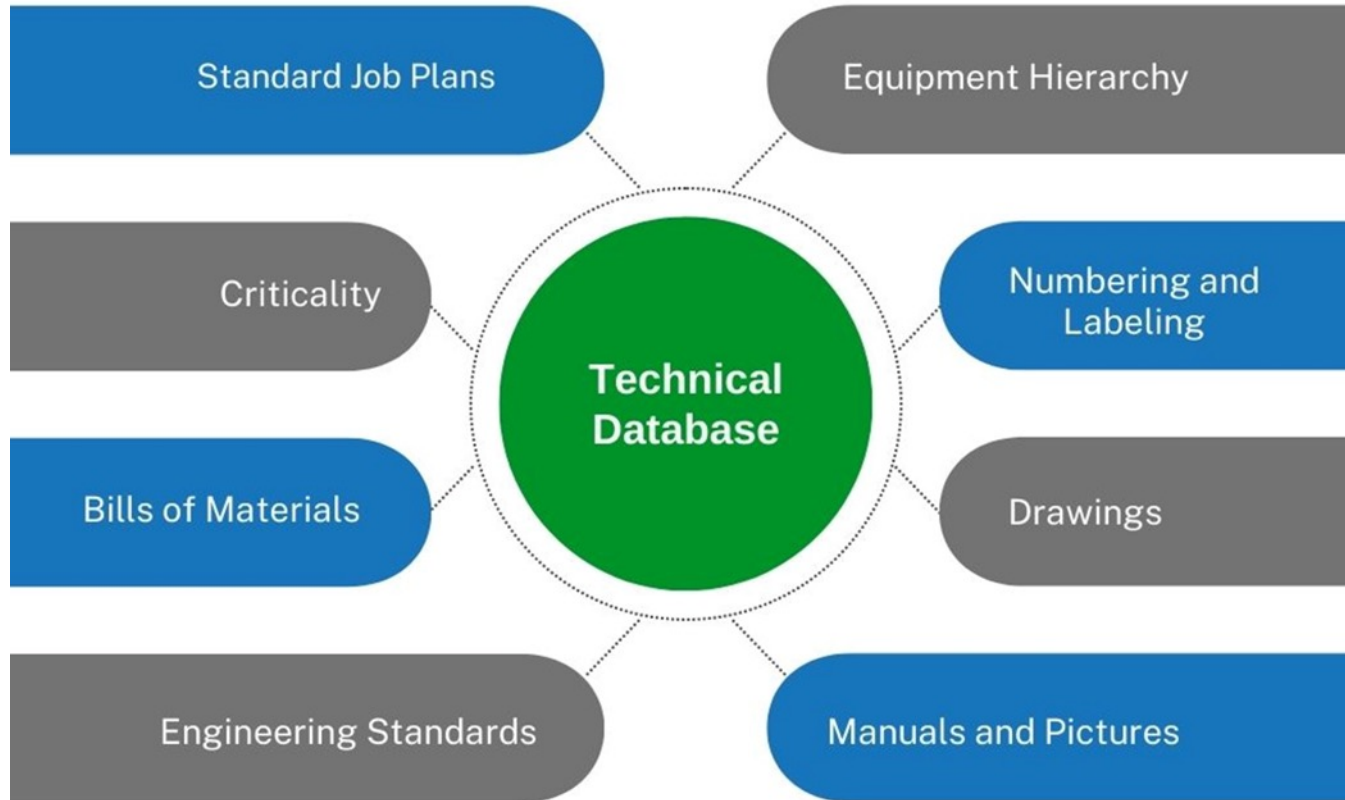 Standard Job Plans
Equipment Hierarchy
Criticality
Numbering and
Labeling
Technical
Database
Bills of Materials
Drawings
Engineering Standards
Manuals and Pictures